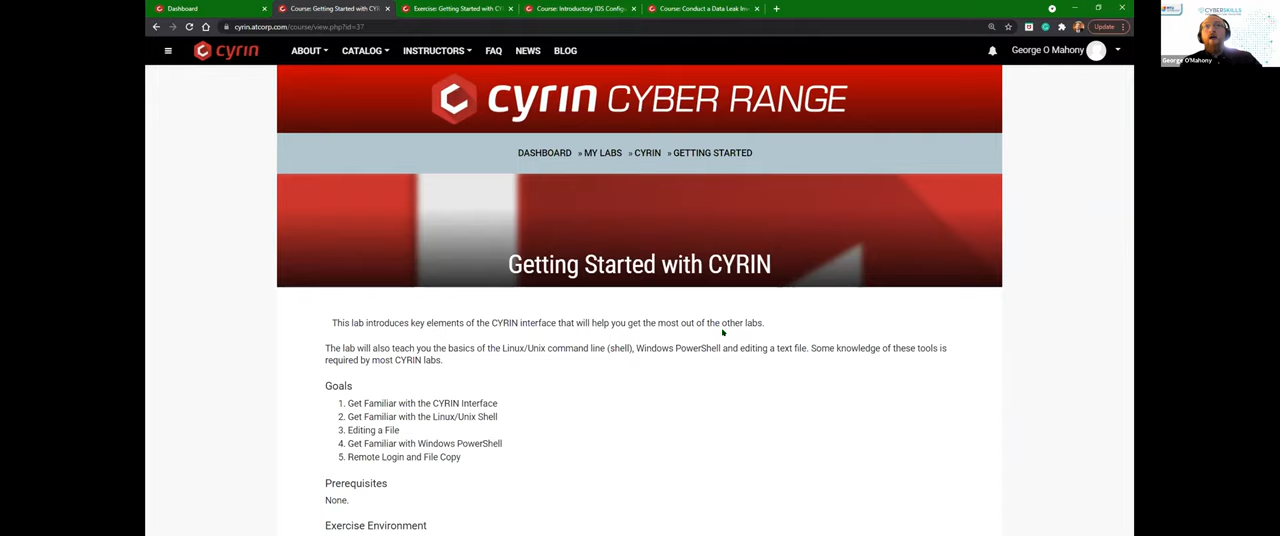 Dashboard
Course: Getting Started with CYR
Exercise: Getting Started with CY
Course: Introductory IDS Configu
Course: Conduct a Data Leak Inv
cyrin.atcorp.com/course/view.php?id=37
Update
cyrin
ABOUT
CATALOG
INSTRUCTORS
FAQ
NEWS
BLOG
George O Mahony
CYBERSKILLS
George O'Mahony
cyrin CYBER RANGE
DASHBOARD » MY LABS » CYRIN » GETTING STARTED
Getting Started with CYRIN
This lab introduces key elements of the CYRIN interface that will help you get the most out of the other labs.
The lab will also teach you the basics of the Linux/Unix command line (shell), Windows PowerShell and editing a text file. Some knowledge of these tools is
required by most CYRIN labs.
Goals
1. Get Familiar with the CYRIN Interface
2. Get Familiar with the Linux/Unix Shell
3. Editing a File
4. Get Familiar with Windows PowerShell
5. Remote Login and File Copy
Prerequisites
None.
Exercise Environment